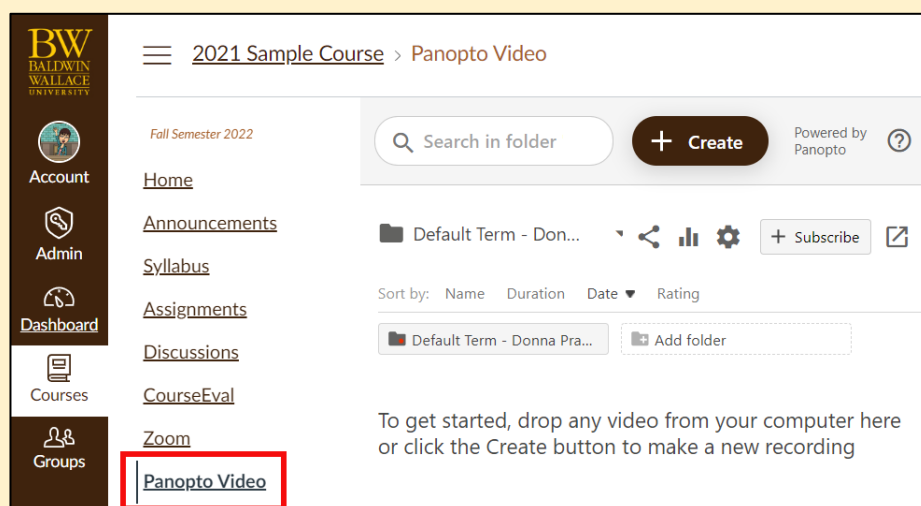 BW
BALDWIN
WALLACE
UNIVERSITY
Account
Admin
Dashboard
Courses
Groups
2021 Sample Course > Panopto Video
Fall Semester 2022
Home
Announcements
Syllabus
Assignments
Discussions
CourseEval
Zoom
Panopto Video
Search in folder
+ Create
Powered by
Panopto
?
Default Term - Don...
+ Subscribe
Sort by: Name Duration Date ▼ Rating
Default Term - Donna Pra...
Add folder
To get started, drop any video from your computer here
or click the Create button to make a new recording